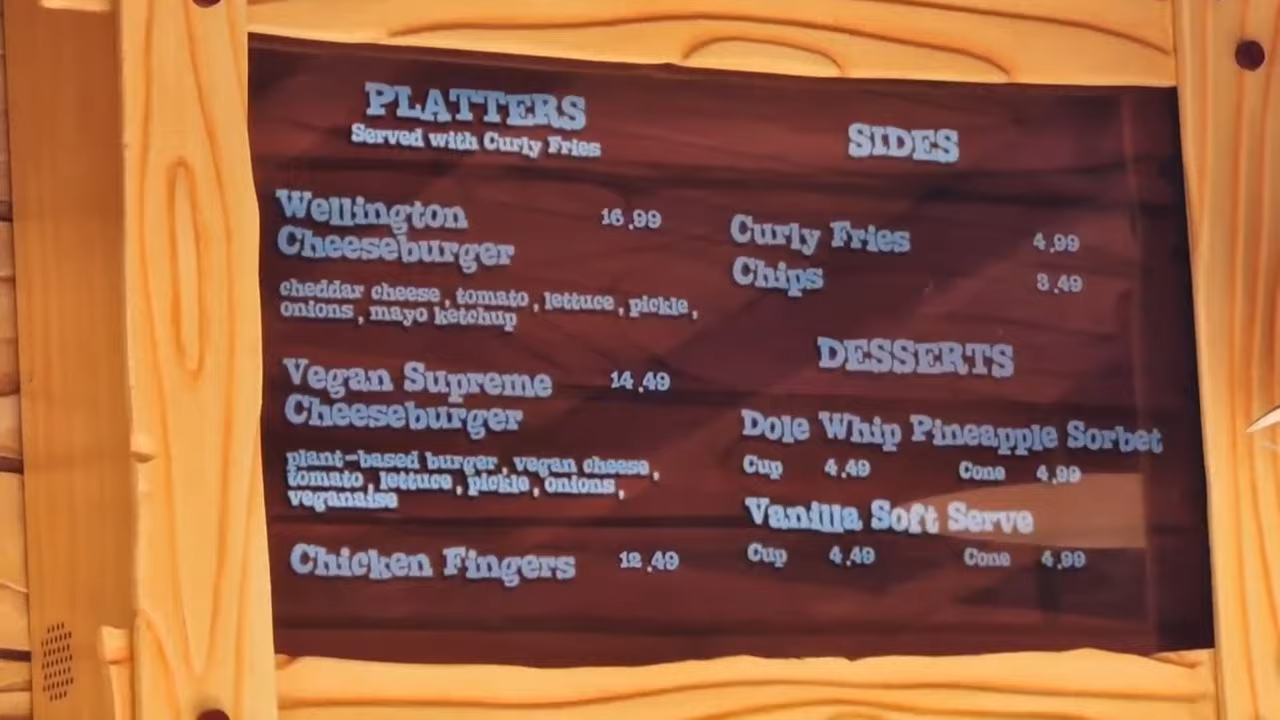 PLATTERS
Served with Curly Fries
Wellington 16.99
Cheeseburger
cheddar cheese, tomato, lettuce, pickle,
onions, mayo ketchup
Vegan Supreme 14.49
Cheeseburger
plant-based burger, vegan cheese,
tomato, lettuce, pickle, onions,
veganaise
Chicken Fingers 12.49
SIDES
Curly Fries 4.99
Chips 3.49
DESSERTS
Dole Whip Pineapple Sorbet
Cup 4.49 Cone 4.99
Vanilla Soft Serve
Cup 4.49 Cone 4.99